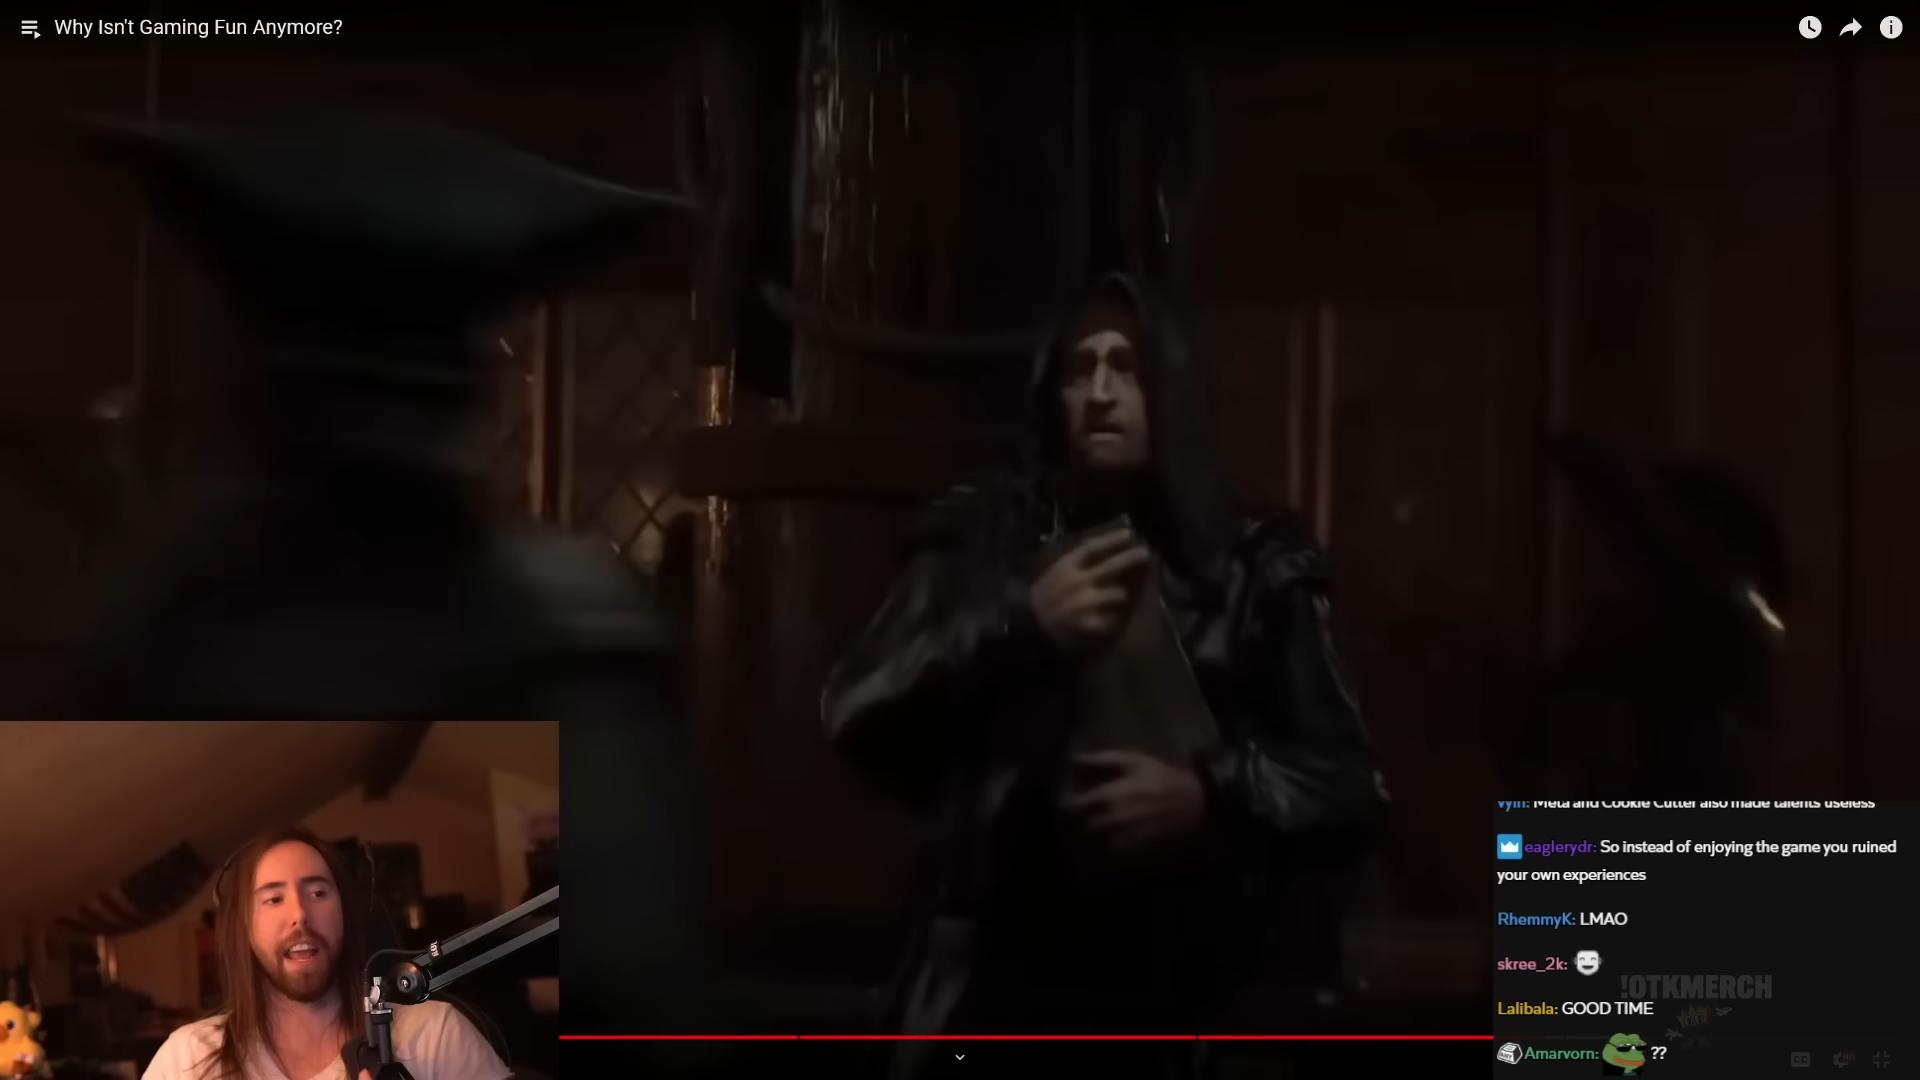 Why Isn't Gaming Fun Anymore?
vyin: Meta and Cookie Cutter also made talents useless
eaglerydr: So instead of enjoying the game you ruined
your own experiences
RhemmyK: LMAO
skree_2k:
!OTKMERCH
Lalibala: GOOD TIME
Amarvorn: ??